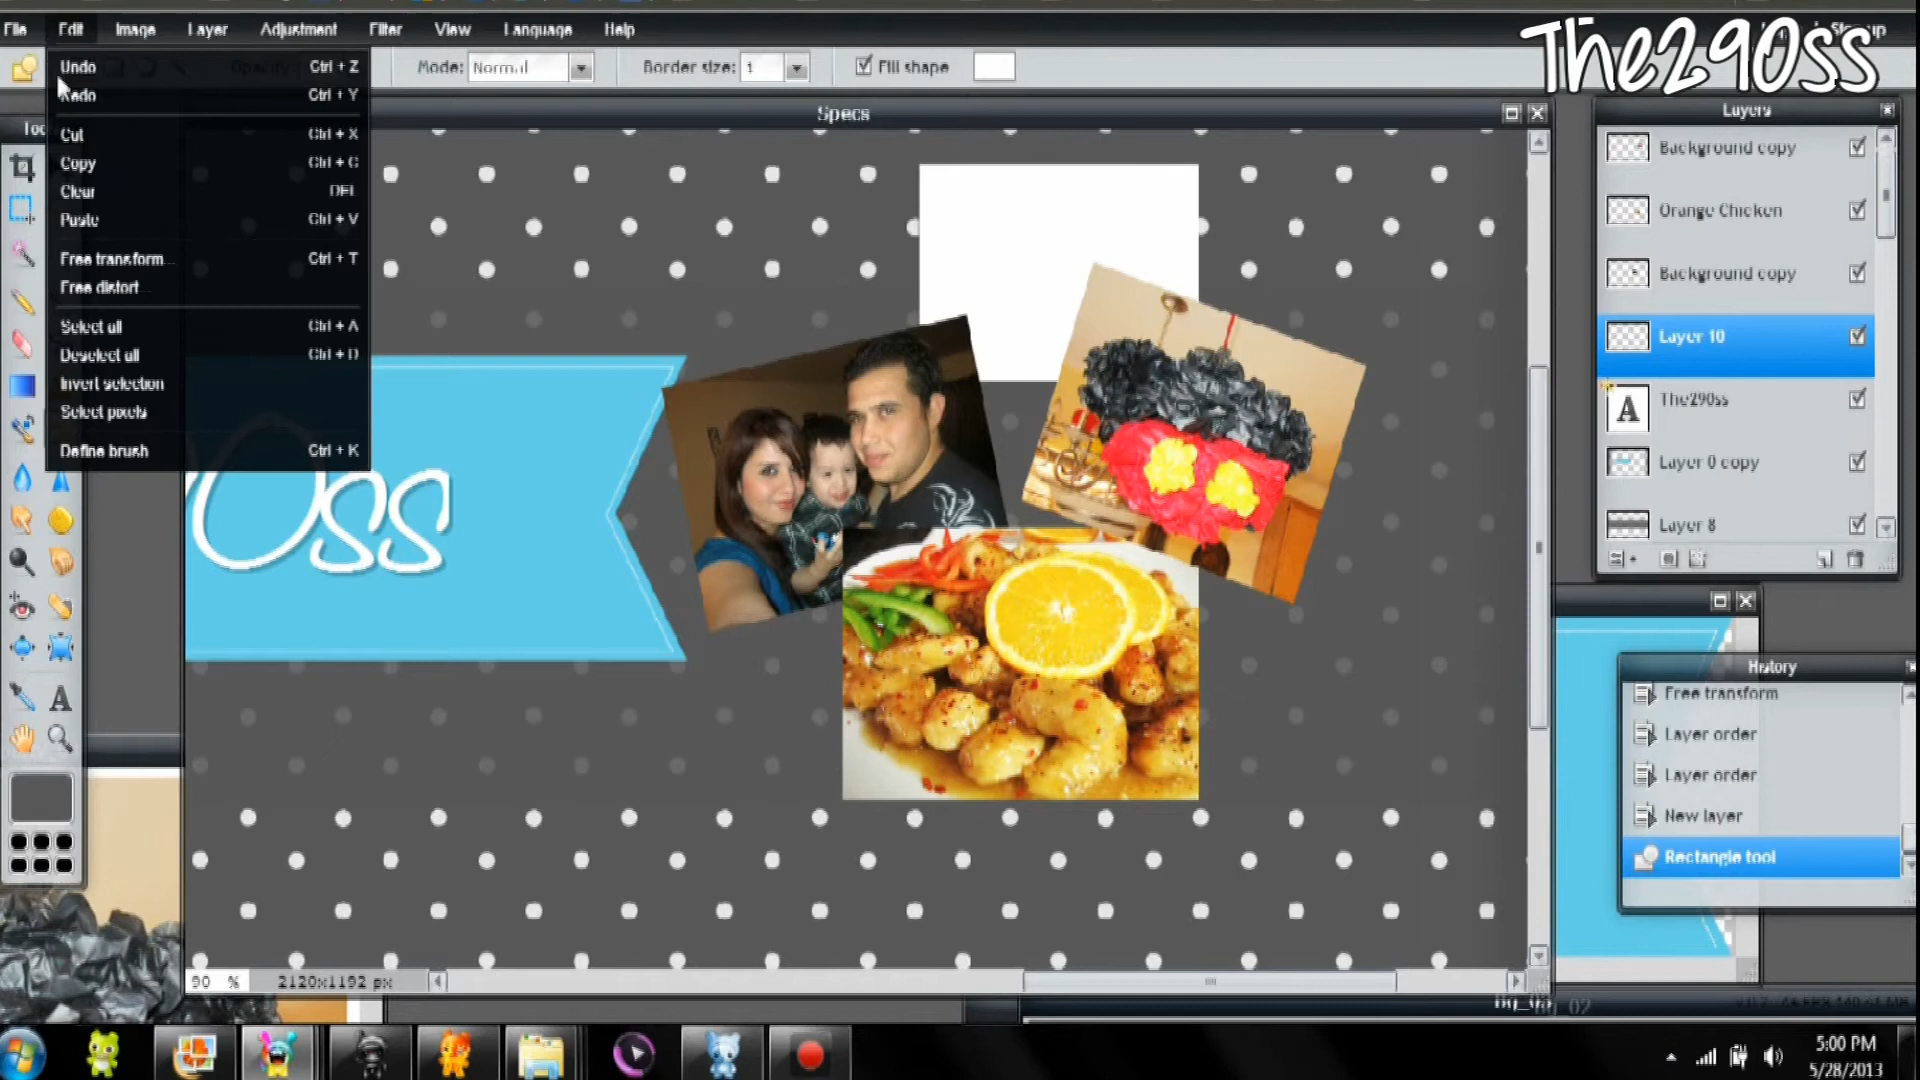 File Edit Image Layer Adjustment Filter View Language Help
The290ss
Mode: Normal Border size: 1 Fill shape
Undo Ctrl + Z
Redo Ctrl + Y
Cut Ctrl + X
Copy Ctrl + C
Clear DEL
Paste Ctrl + V
Free transform... Ctrl + T
Free distort...
Select all Ctrl + A
Deselect all Ctrl + D
Invert selection
Select pixels
Define brush Ctrl + K
Specs
0ss
90 % 2120x1192 px
Layers
Background copy
Orange Chicken
Background copy
Layer 10
A The290ss
Layer 0 copy
Layer 8
History
Free transform
Layer order
Layer order
New layer
Rectangle tool
A
5:00 PM
5/28/2013